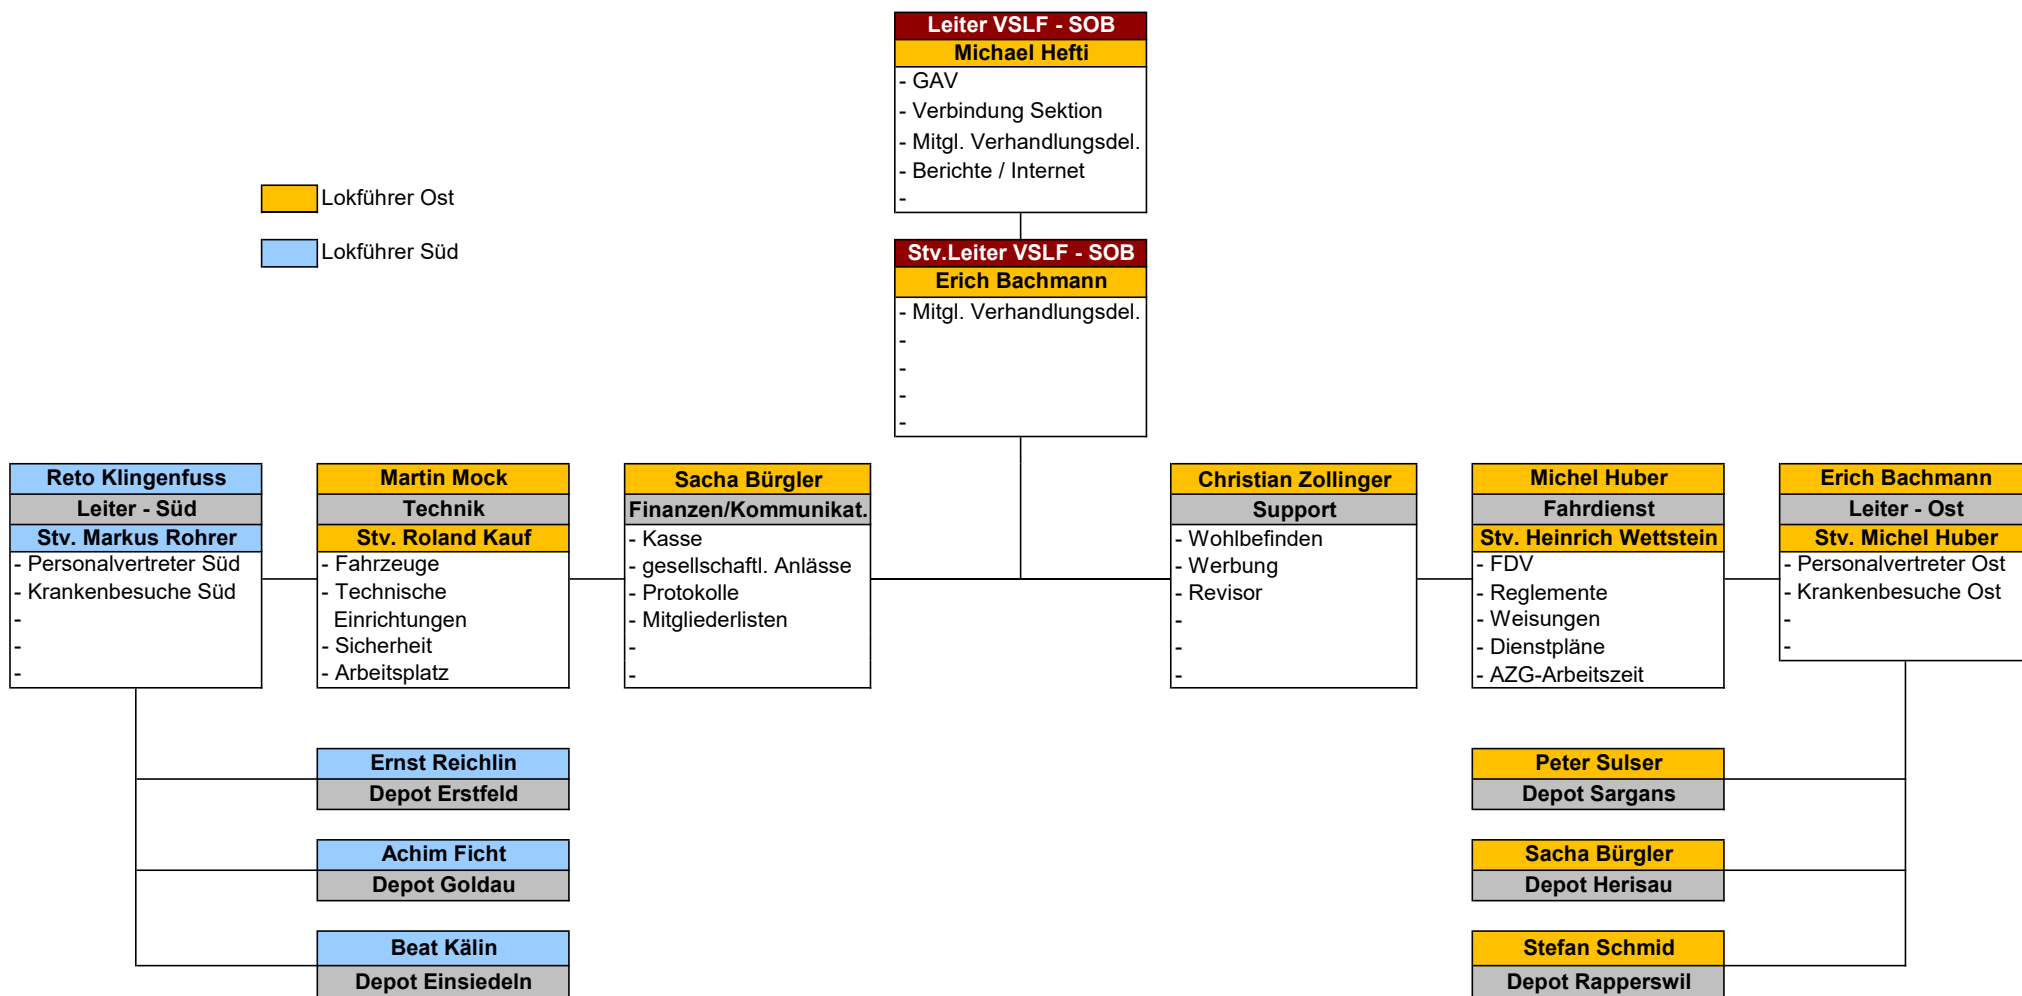 Leiter VSLF - SOB
Michael Hefti
- GAV
- Verbindung Sektion
- Mitgl. Verhandlungsdel.
- Berichte / Internet
-
Lokführer Ost
Lokführer Süd
Stv.Leiter VSLF - SOB
Erich Bachmann
- Mitgl. Verhandlungsdel.
-
-
-
-
Reto Klingenfuss
Leiter - Süd
Stv. Markus Rohrer
- Personalvertreter Süd
- Krankenbesuche Süd
-
-
-
Martin Mock
Technik
Stv. Roland Kauf
- Fahrzeuge
- Technische
Einrichtungen
- Sicherheit
- Arbeitsplatz
Sacha Bürgler
Finanzen/Kommunikat.
- Kasse
- gesellschaftl. Anlässe
- Protokolle
- Mitgliederlisten
-
-
Christian Zollinger
Support
- Wohlbefinden
- Werbung
- Revisor
-
-
-
Michel Huber
Fahrdienst
Stv. Heinrich Wettstein
- FDV
- Reglemente
- Weisungen
- Dienstpläne
- AZG-Arbeitszeit
Erich Bachmann
Leiter - Ost
Stv. Michel Huber
- Personalvertreter Ost
- Krankenbesuche Ost
-
-
Ernst Reichlin
Depot Erstfeld
Achim Ficht
Depot Goldau
Beat Kälin
Depot Einsiedeln
Peter Sulser
Depot Sargans
Sacha Bürgler
Depot Herisau
Stefan Schmid
Depot Rapperswil